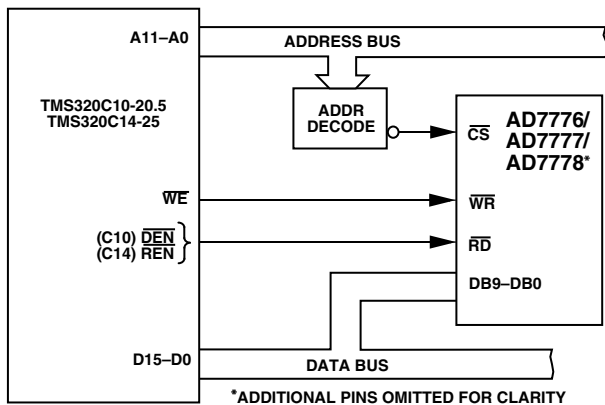 A11–A0
ADDRESS BUS
TMS320C10-20.5
TMS320C14-25
ADDR
DECODE
CS
AD7776/
AD7777/
AD7778*
WE
WR
(C10) DEN
(C14) REN
RD
DB9–DB0
D15–D0
DATA BUS
*ADDITIONAL PINS OMITTED FOR CLARITY